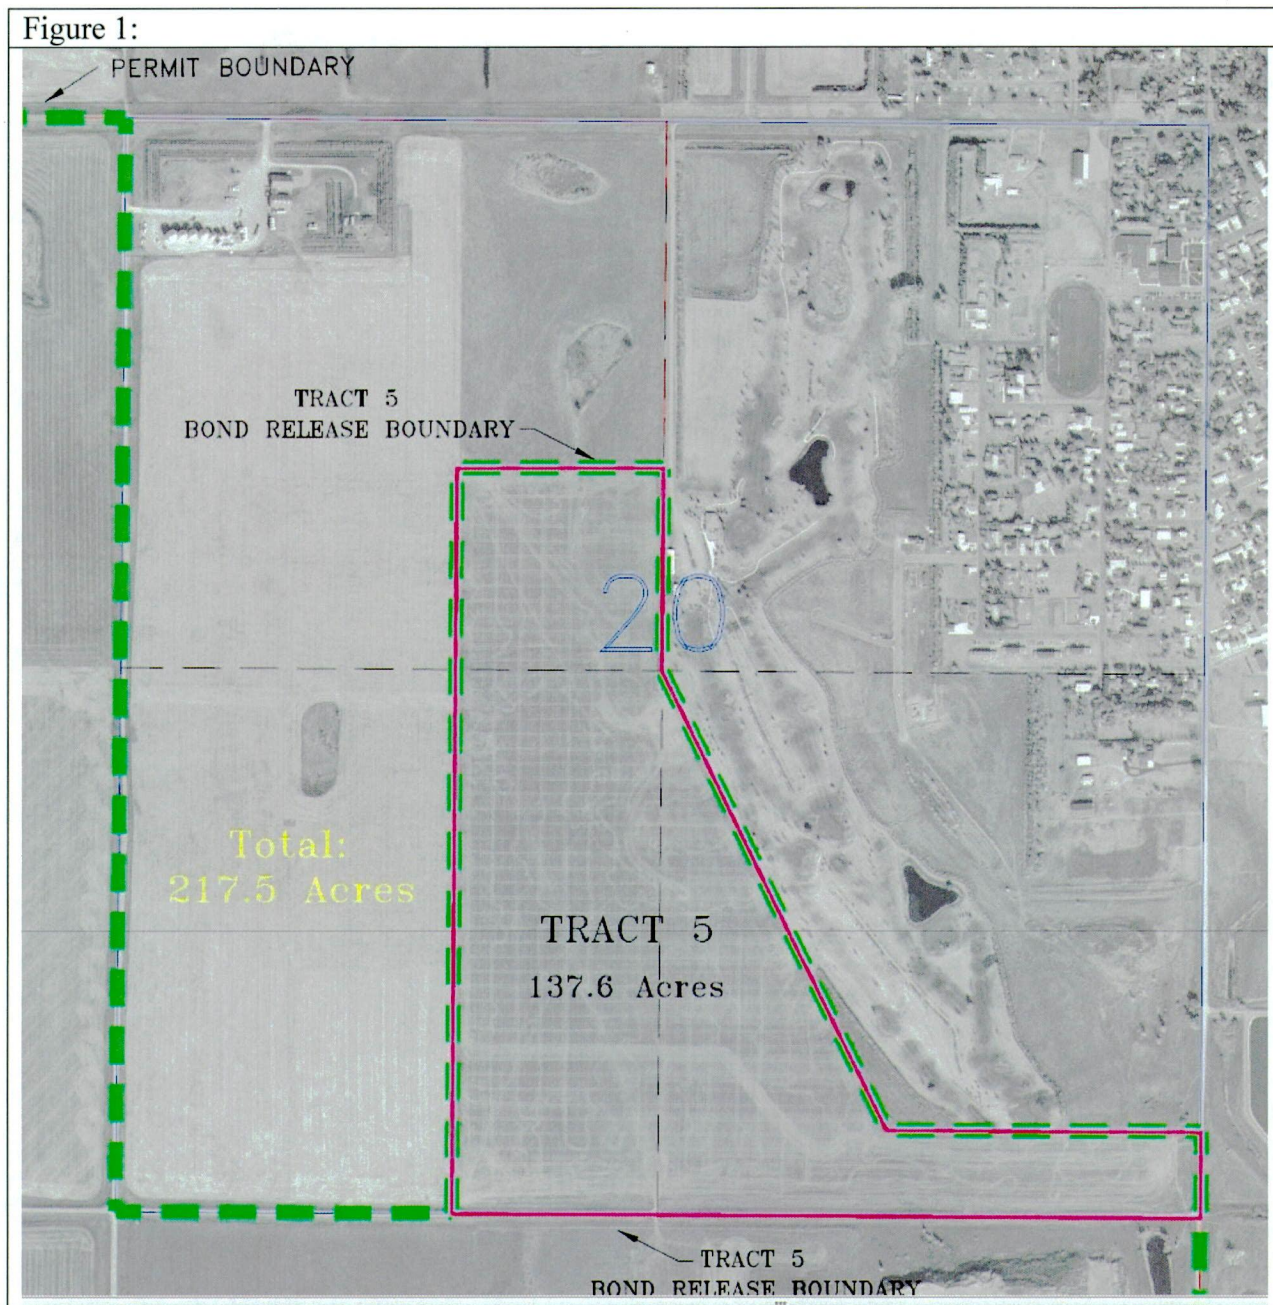 Figure 1:
PERMIT BOUNDARY
TRACT 5
BOND RELEASE BOUNDARY
20
Total:
217.5 Acres
TRACT 5
137.6 Acres
TRACT 5
BOND RELEASE BOUNDARY